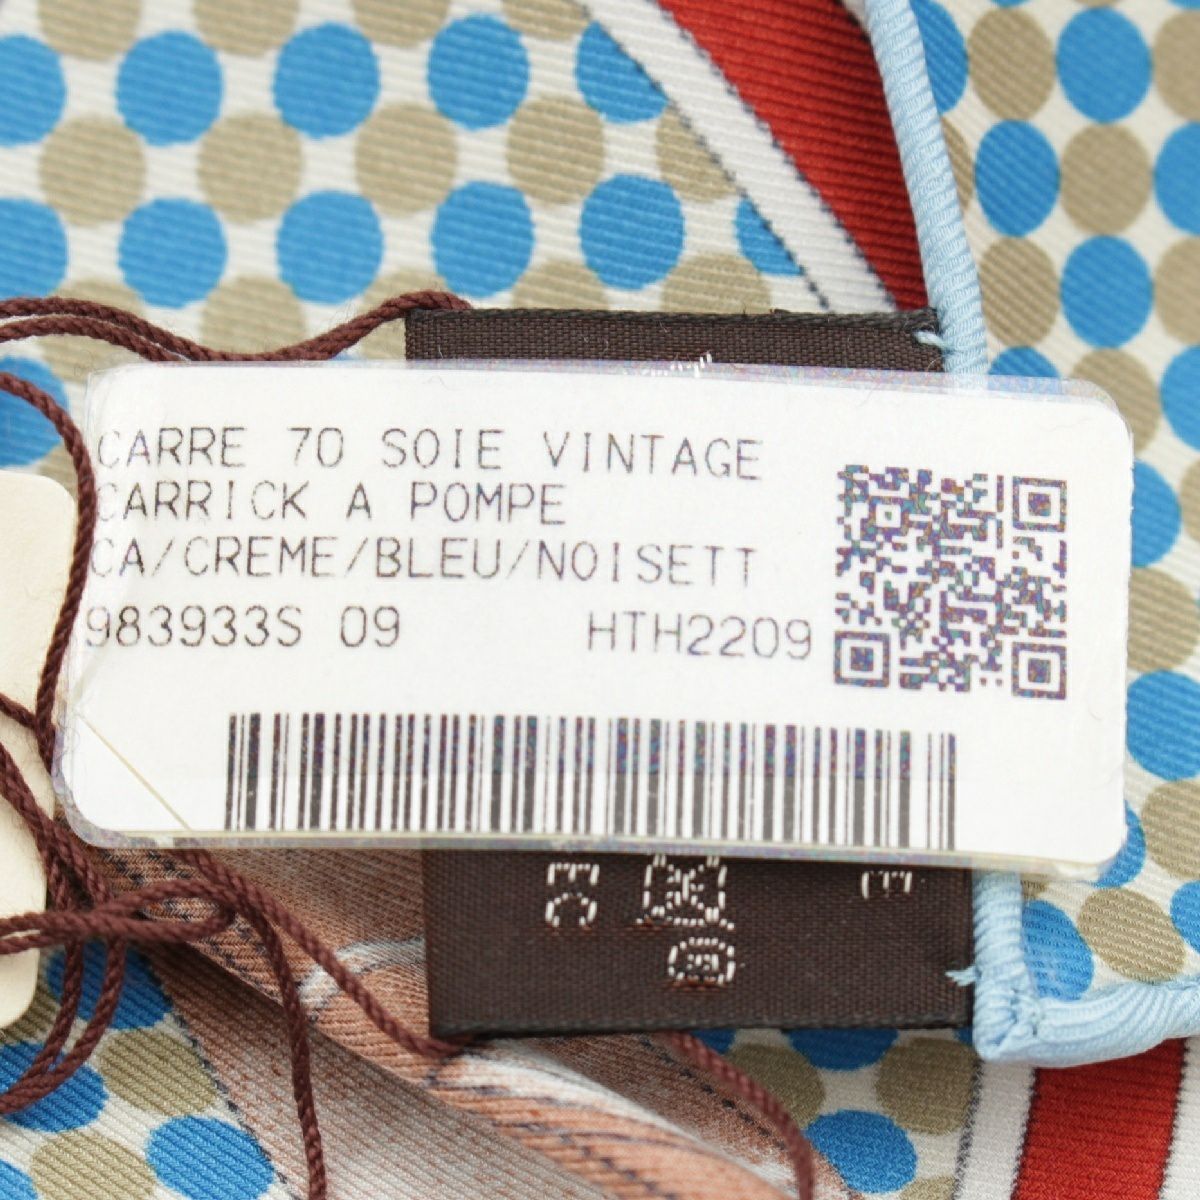 CARRE 70 SOIE VINTAGE
CARRICK A POMPE
CA/CREME/BLEU/NOISETT
983933S 09 HTH2209